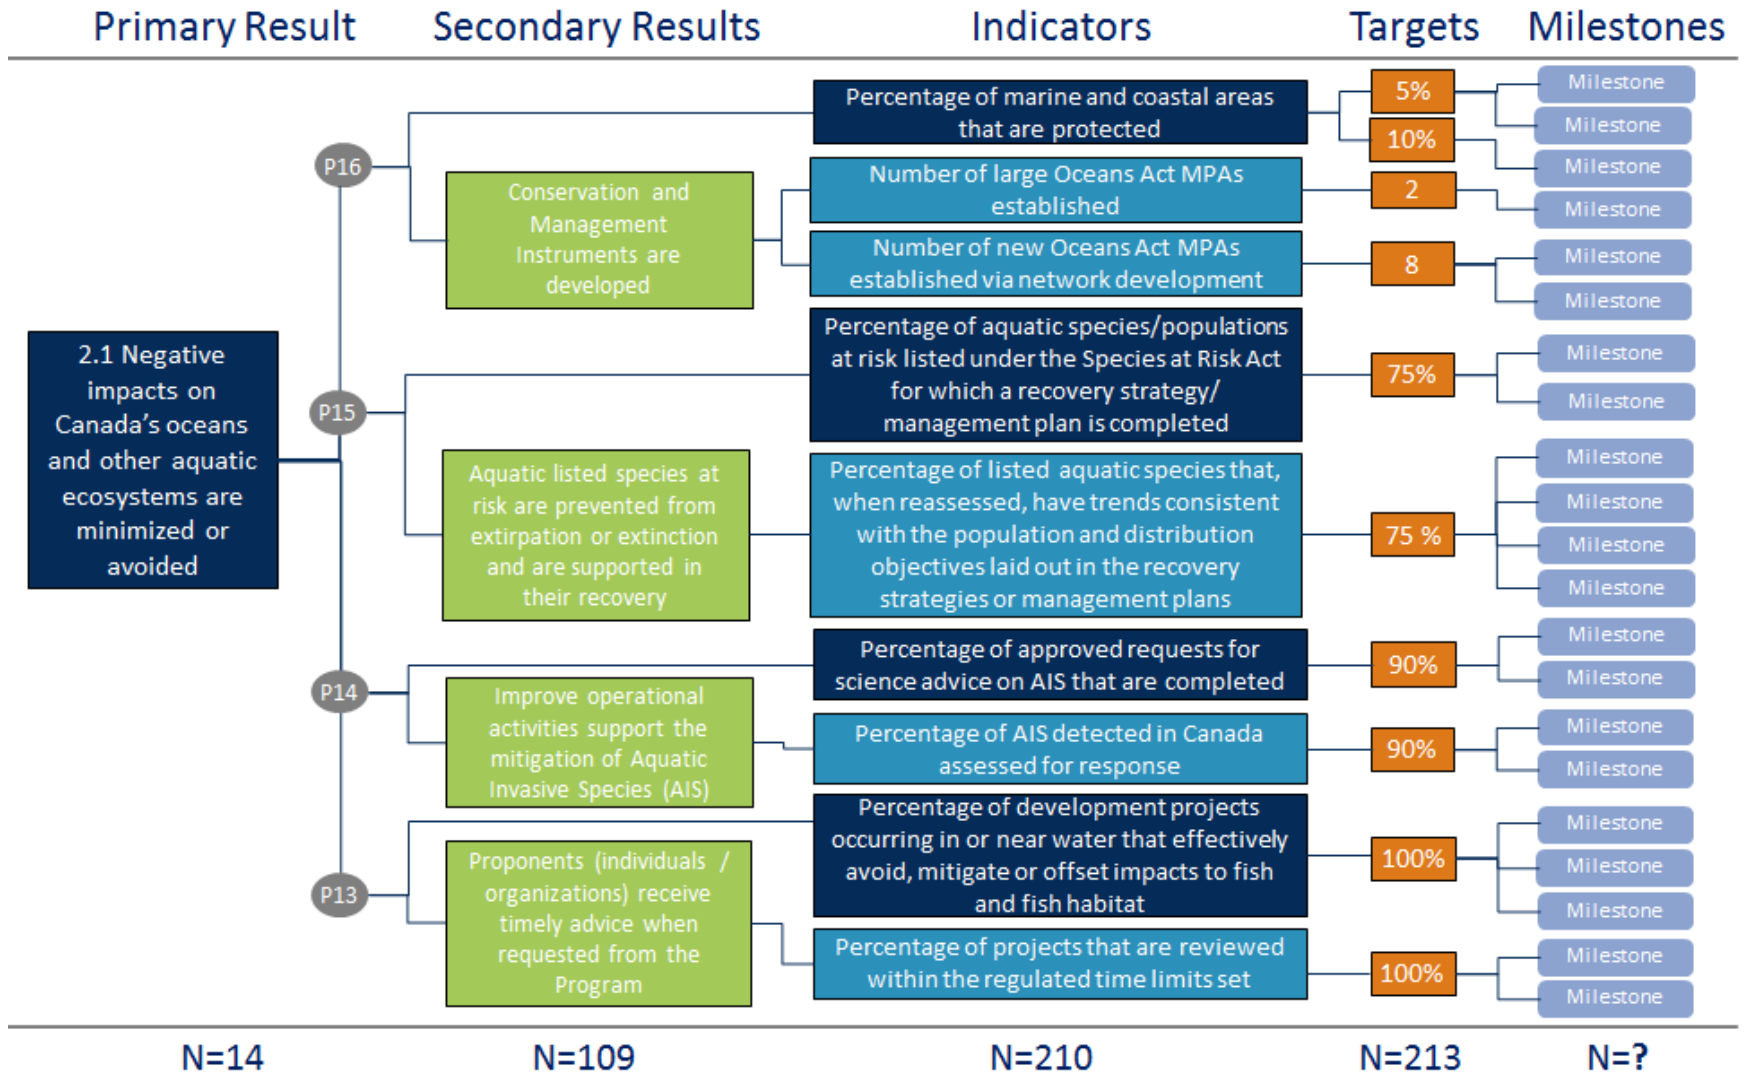 Primary Result
Secondary Results
Indicators
Targets
Milestones
2.1 Negative
impacts on
Canada's oceans
and other aquatic
ecosystems are
minimized or
avoided
P16
Percentage of marine and coastal areas
that are protected
5%
Milestone
Milestone
10%
Milestone
Conservation and
Management
Instruments are
developed
Number of large Oceans Act MPAs
established
2
Milestone
Number of new Oceans Act MPAs
established via network development
8
Milestone
Milestone
P15
Percentage of aquatic species/populations
at risk listed under the Species at Risk Act
for which a recovery strategy/
management plan is completed
75%
Milestone
Milestone
Aquatic listed species at
risk are prevented from
extirpation or extinction
and are supported in
their recovery
Percentage of listed aquatic species that,
when reassessed, have trends consistent
with the population and distribution
objectives laid out in the recovery
strategies or management plans
75 %
Milestone
Milestone
Milestone
Milestone
P14
Percentage of approved requests for
science advice on AIS that are completed
90%
Milestone
Milestone
Improve operational
activities support the
mitigation of Aquatic
Invasive Species (AIS)
Percentage of AIS detected in Canada
assessed for response
90%
Milestone
Milestone
P13
Percentage of development projects
occurring in or near water that effectively
avoid, mitigate or offset impacts to fish
and fish habitat
100%
Milestone
Milestone
Milestone
Proponents (individuals /
organizations) receive
timely advice when
requested from the
Program
Percentage of projects that are reviewed
within the regulated time limits set
100%
Milestone
Milestone
N=14
N=109
N=210
N=213
N=?